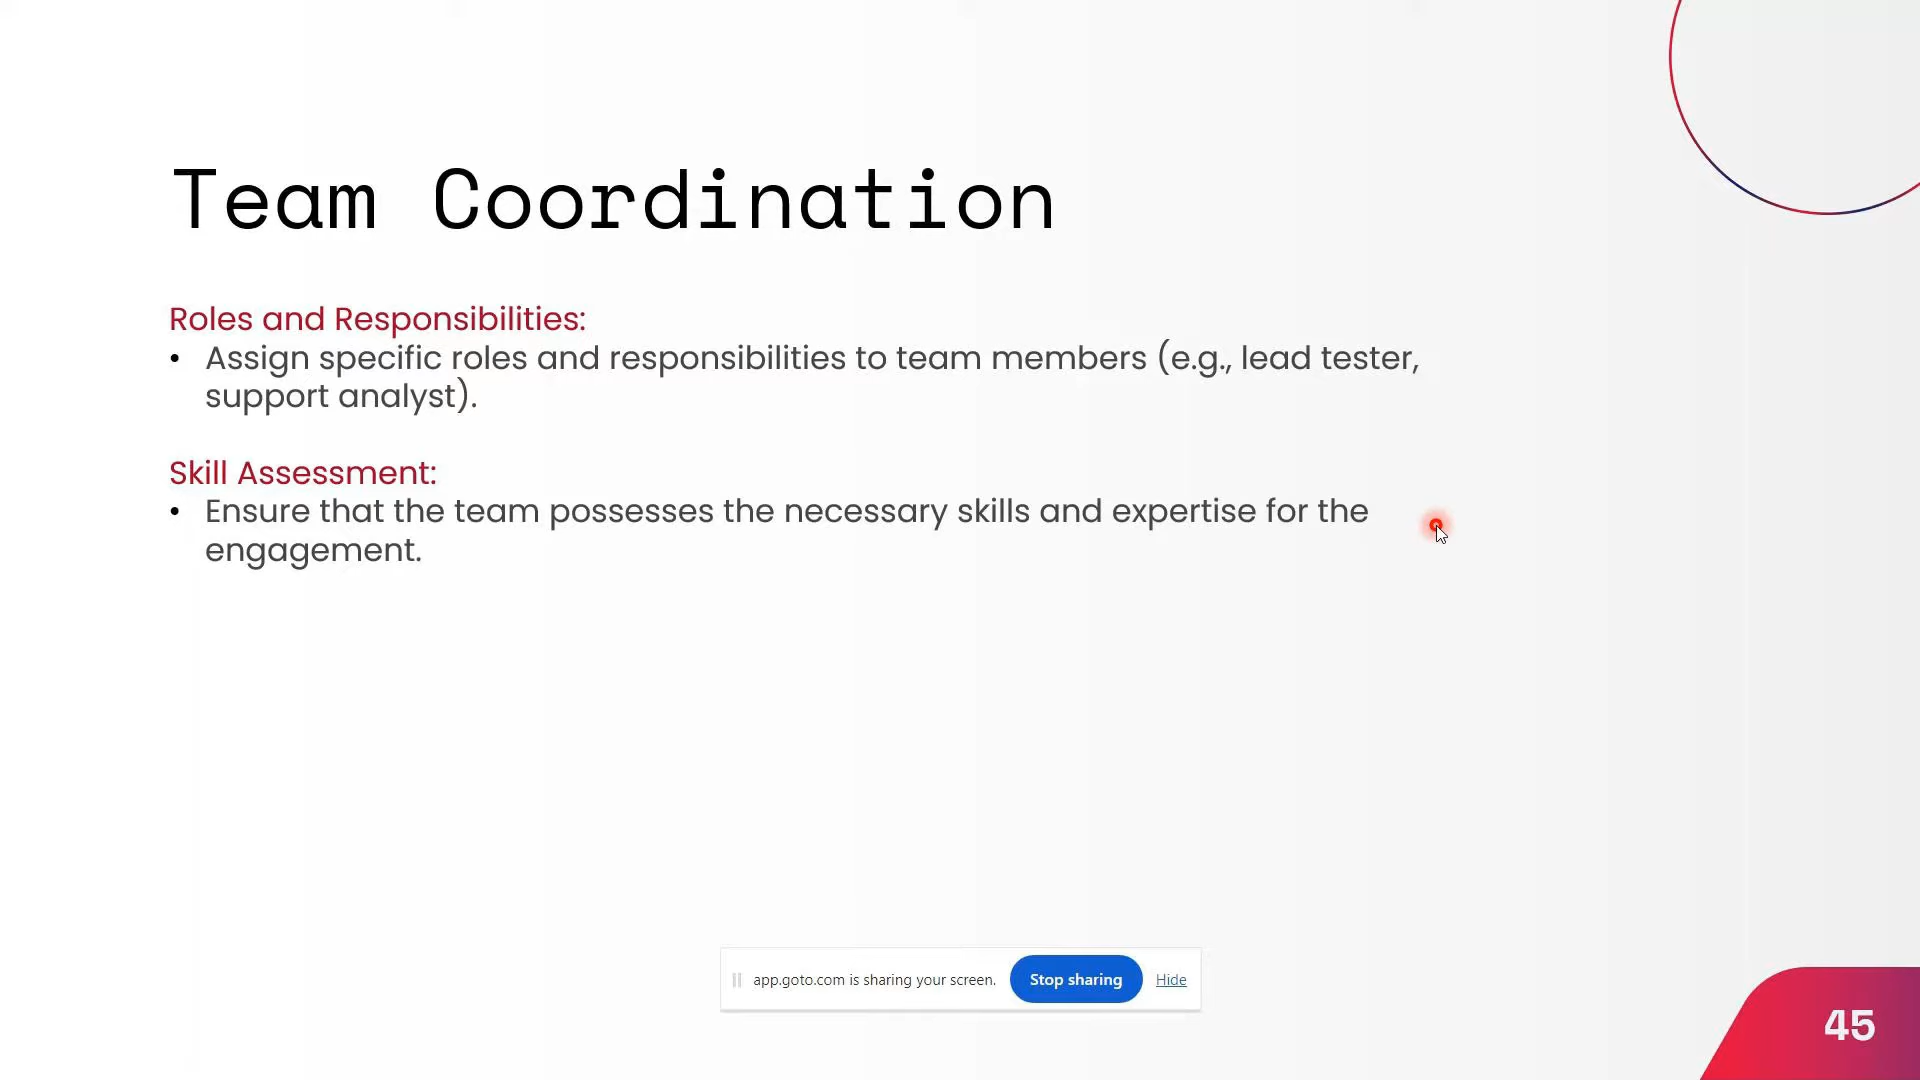 Team Coordination
Roles and Responsibilities:
• Assign specific roles and responsibilities to team members (e.g., lead tester,
support analyst).
Skill Assessment:
• Ensure that the team possesses the necessary skills and expertise for the
engagement.
app.goto.com is sharing your screen. Stop sharing Hide
45